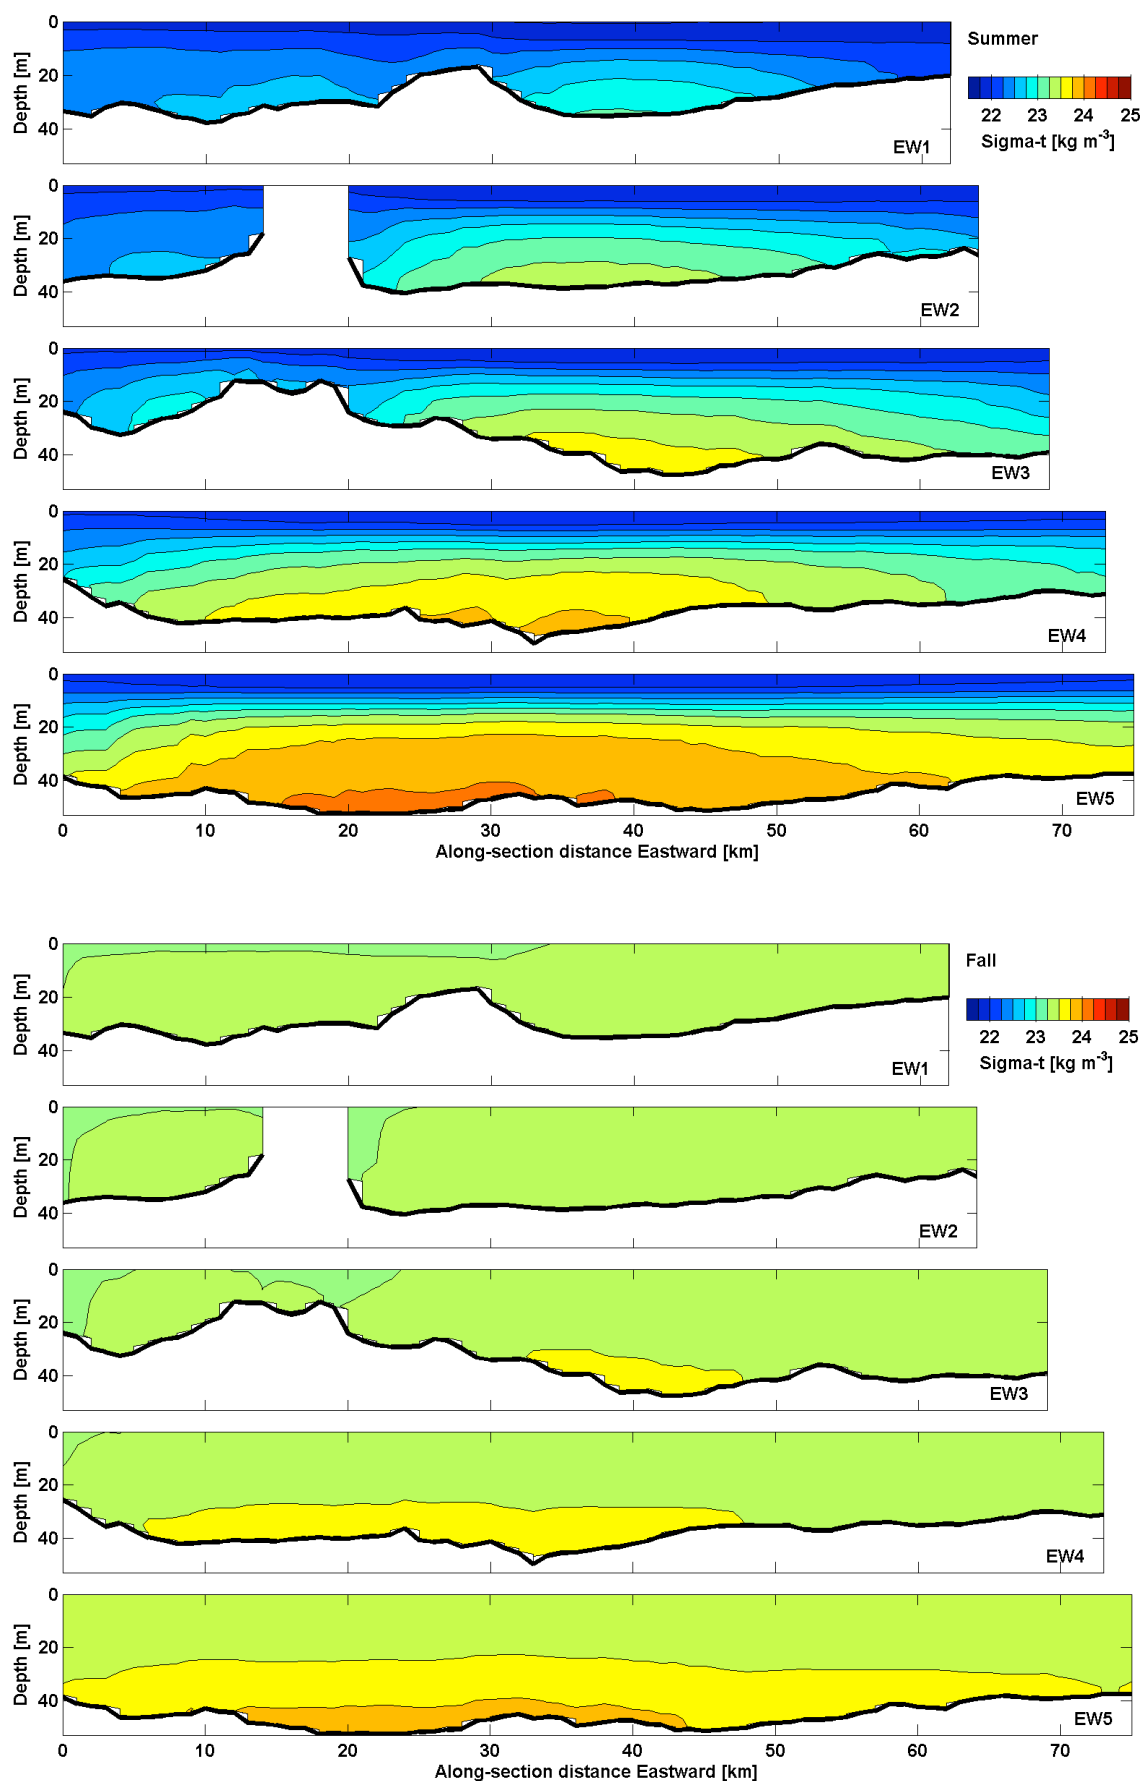 Summer
22 23 24 25
Sigma-t [kg m-3]
0
20
40
Depth [m]
EW1
0
20
40
Depth [m]
EW2
0
20
40
Depth [m]
EW3
0
20
40
Depth [m]
EW4
0
20
40
Depth [m]
EW5
0 10 20 30 40 50 60 70
Along-section distance Eastward [km]
Fall
22 23 24 25
Sigma-t [kg m-3]
0
20
40
Depth [m]
EW1
0
20
40
Depth [m]
EW2
0
20
40
Depth [m]
EW3
0
20
40
Depth [m]
EW4
0
20
40
Depth [m]
EW5
0 10 20 30 40 50 60 70
Along-section distance Eastward [km]